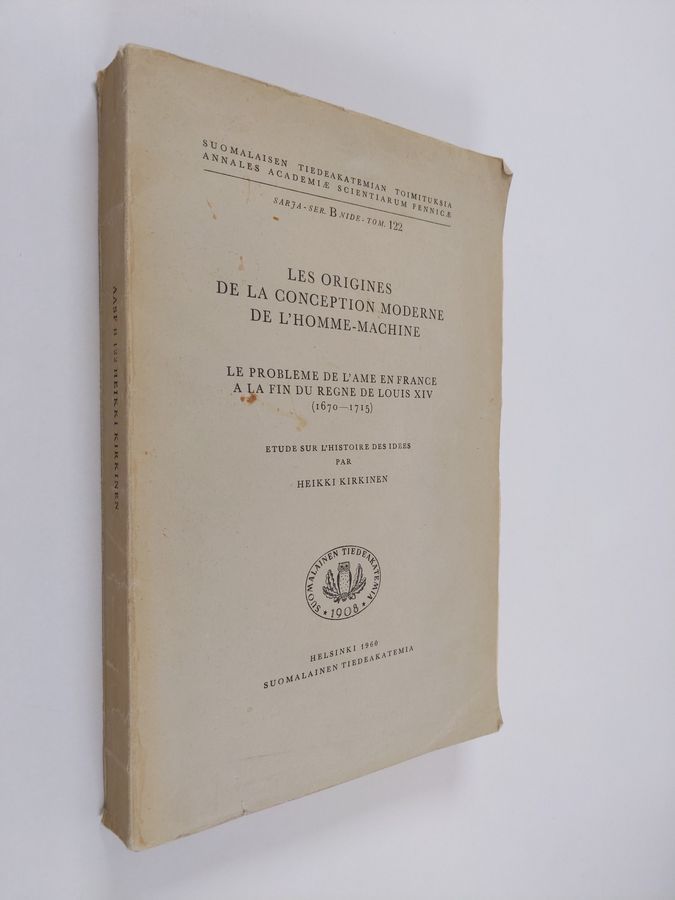 SUOMALAISEN TIEDEAKATEMIAN TOIMITUKSIA
ANNALES ACADEMIÆ SCIENTIARUM FENNICÆ
SARJA - SER. B NIDE - TOM. 122
LES ORIGINES
DE LA CONCEPTION MODERNE
DE L'HOMME-MACHINE
LE PROBLEME DE L'AME EN FRANCE
A LA FIN DU REGNE DE LOUIS XIV
(1670—1715)
ETUDE SUR L'HISTOIRE DES IDEES
PAR
HEIKKI KIRKINEN
SUOMALAINEN TIEDEAKATEMIA
1908
HELSINKI 1960
SUOMALAINEN TIEDEAKATEMIA
AASF B 122 HEIKKI KIRKINEN